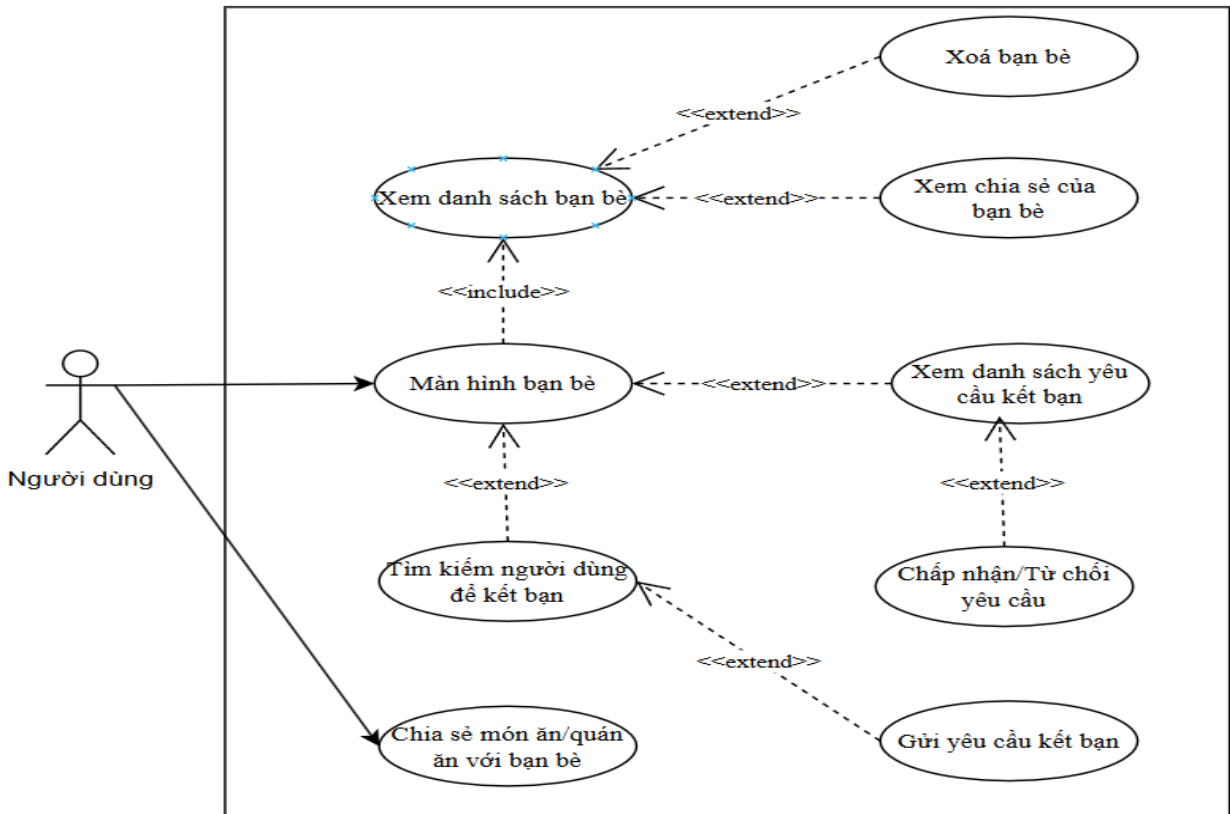 Xoá bạn bè
<<extend>>
Xem danh sách bạn bè
<<extend>>
Xem chia sẻ của
bạn bè
<<include>>
Màn hình bạn bè
<<extend>>
Xem danh sách yêu
cầu kết bạn
Người dùng
<<extend>>
<<extend>>
Tìm kiếm người dùng
để kết bạn
Chấp nhận/Từ chối
yêu cầu
<<extend>>
Chia sẻ món ăn/quán
ăn với bạn bè
Gửi yêu cầu kết bạn